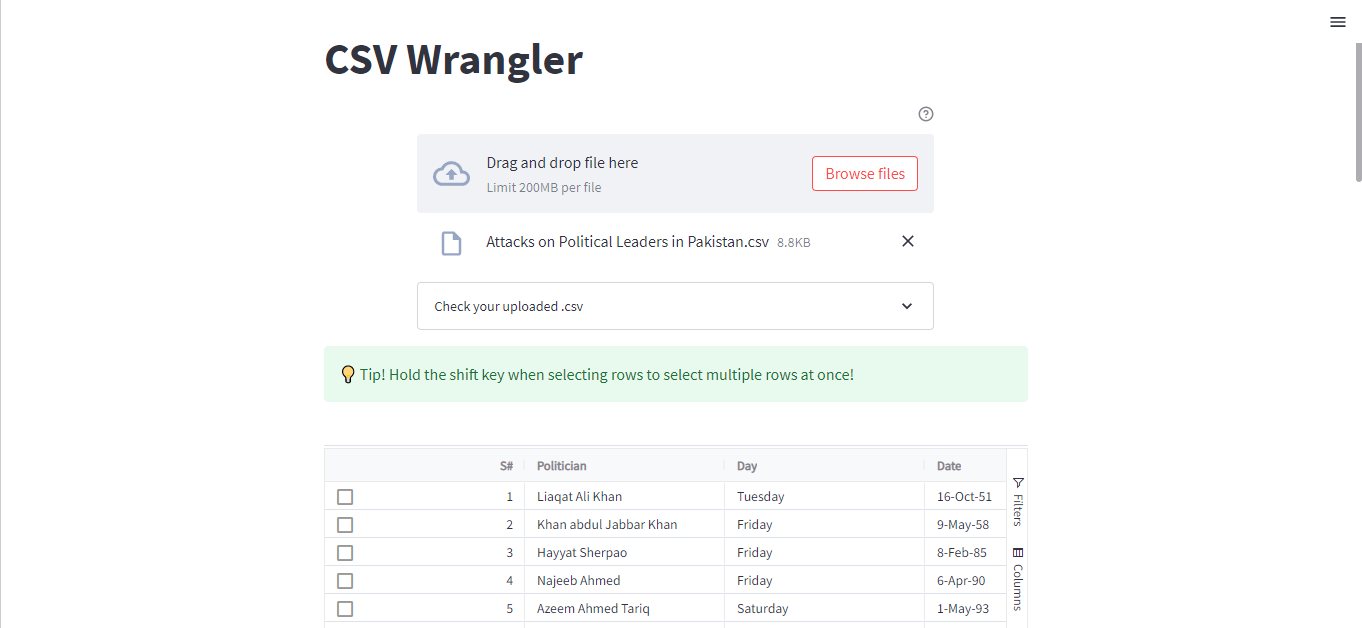 CSV Wrangler
Drag and drop file here
Limit 200MB per file
Browse files
Attacks on Political Leaders in Pakistan.csv 8.8KB
Check your uploaded .csv
Tip! Hold the shift key when selecting rows to select multiple rows at once!
S# Politician Day Date
1 Liaqat Ali Khan Tuesday 16-Oct-51
2 Khan abdul Jabbar Khan Friday 9-May-58
3 Hayyat Sherpao Friday 8-Feb-85
4 Najeeb Ahmed Friday 6-Apr-90
5 Azeem Ahmed Tariq Saturday 1-May-93
Filters
Columns